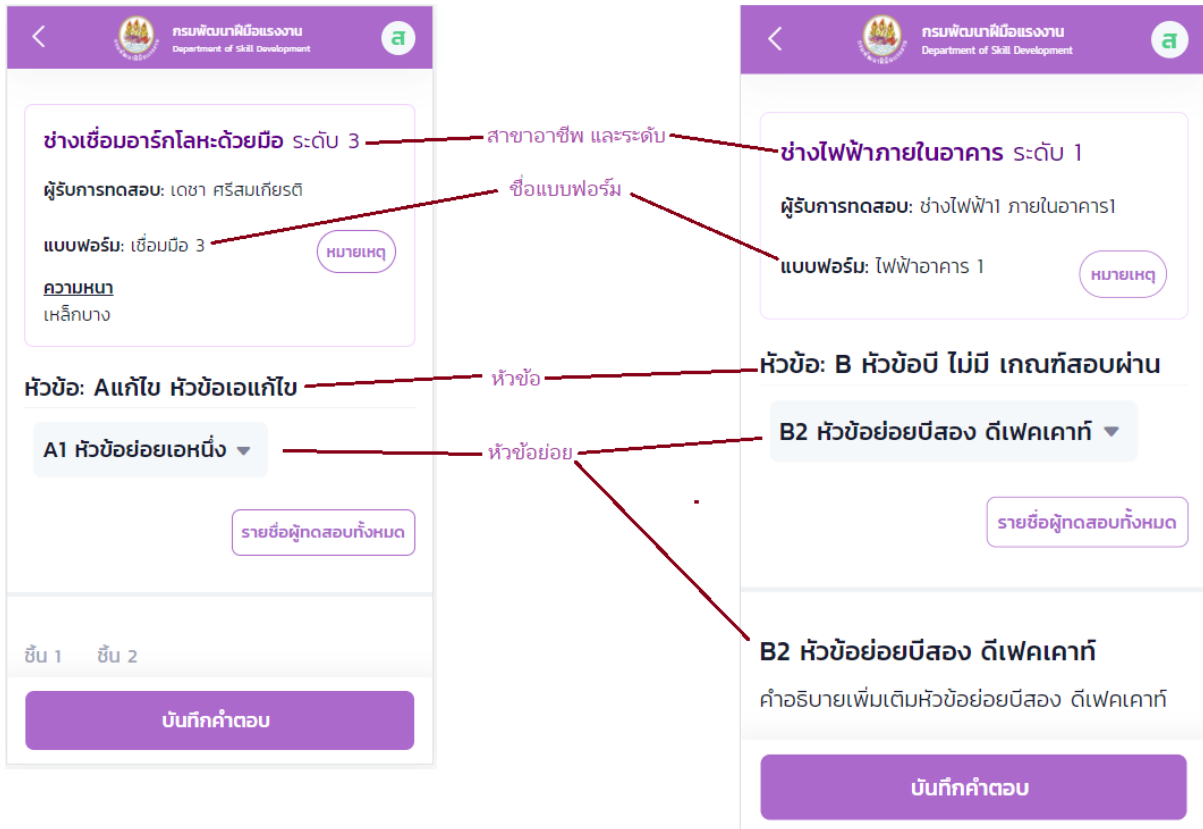 กรมพัฒนาฝีมือแรงงาน
Department of Skill Development
ส
ช่างเชื่อมอาร์กโลหะด้วยมือ ระดับ 3
ผู้รับการทดสอบ: เดชา ศรีสมเกียรติ
แบบฟอร์ม: เชื่อมมือ 3
หมายเหตุ
ความหนา
เหล็กบาง
หัวข้อ: Aแก้ไข หัวข้อเอแก้ไข
A1 หัวข้อย่อยเอหนึ่ง
รายชื่อผู้ทดสอบทั้งหมด
ชิ้น 1 ชิ้น 2
บันทึกคำตอบ
สาขาอาชีพ และระดับ
ชื่อแบบฟอร์ม
หัวข้อ
หัวข้อย่อย
กรมพัฒนาฝีมือแรงงาน
Department of Skill Development
ส
ช่างไฟฟ้าภายในอาคาร ระดับ 1
ผู้รับการทดสอบ: ช่างไฟฟ้า1 ภายในอาคาร1
แบบฟอร์ม: ไฟฟ้าอาคาร 1
หมายเหตุ
หัวข้อ: B หัวข้อบี ไม่มี เกณฑ์สอบผ่าน
B2 หัวข้อย่อยบีสอง ดีเฟคเคาท์
รายชื่อผู้ทดสอบทั้งหมด
B2 หัวข้อย่อยบีสอง ดีเฟคเคาท์
คำอธิบายเพิ่มเติมหัวข้อย่อยบีสอง ดีเฟคเคาท์
บันทึกคำตอบ